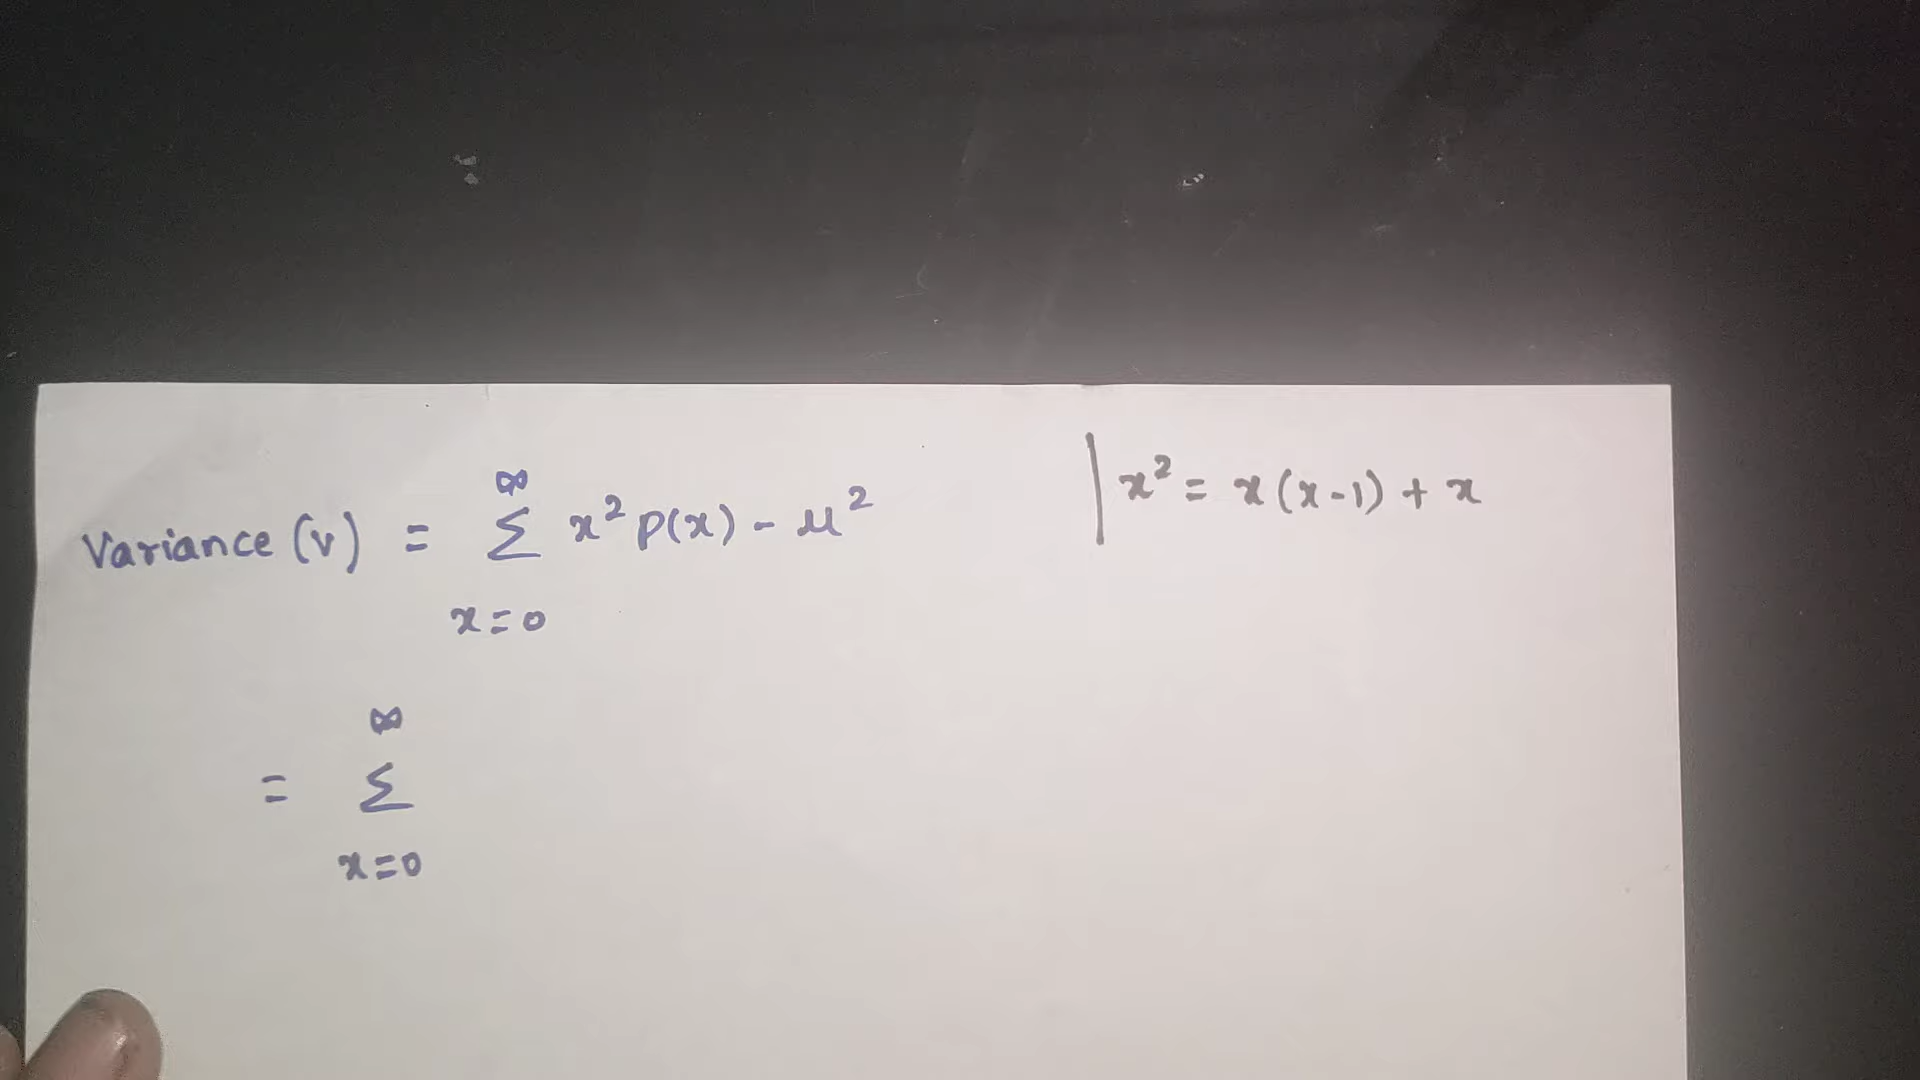 Variance (v) = ∞ Σ x=0 x² P(x) - μ²
| x² = x(x-1) + x
= ∞ Σ x=0